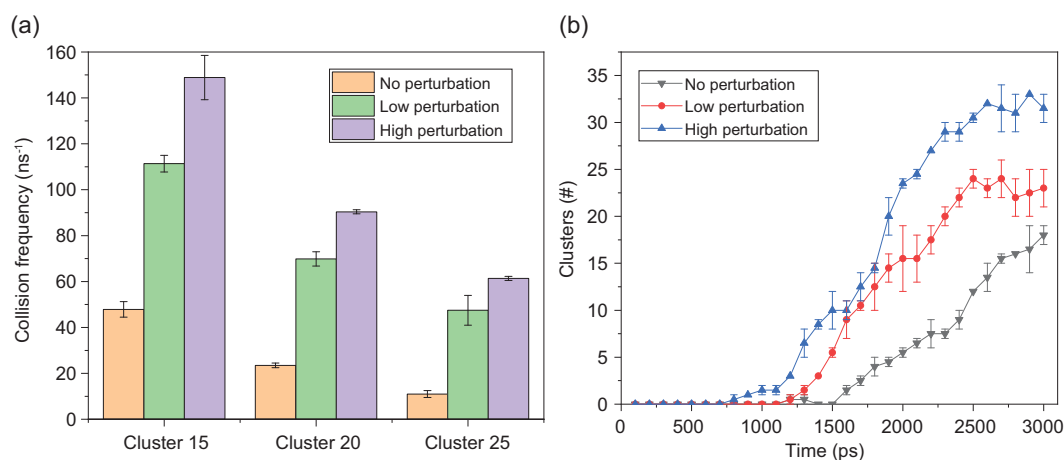 (a)
160
140
120
100
80
60
40
20
0
Collision frequency (ns⁻¹)
No perturbation
Low perturbation
High perturbation
Cluster 15
Cluster 20
Cluster 25
(b)
35
30
25
20
15
10
5
0
Clusters (#)
No perturbation
Low perturbation
High perturbation
0
500
1000
1500
2000
2500
3000
Time (ps)